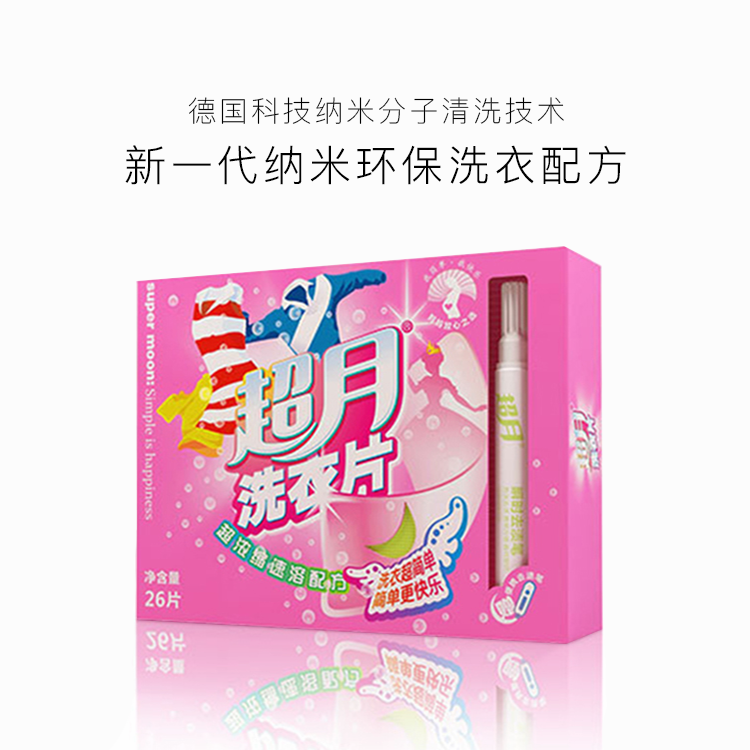 德国科技纳米分子清洗技术
新一代纳米环保洗衣配方
super moon: Simple is happiness
超月®
洗衣片
超浓缩速溶配方
洗衣超简单
简单更快乐
净含量
26片
超月